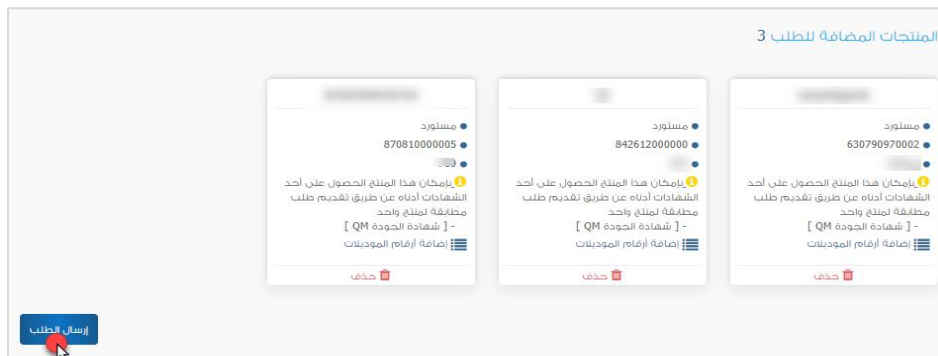 المنتجات المضافة للطلب 3
مستورد
630790970002
بإمكان هذا المنتج الحصول على أحد
الشهادات أدناه عن طريق تقديم طلب
مطابقة لمنتج واحد
- [ شهادة الجودة QM ]
إضافة أرقام الموديلات
حذف
مستورد
842612000000
بإمكان هذا المنتج الحصول على أحد
الشهادات أدناه عن طريق تقديم طلب
مطابقة لمنتج واحد
- [ شهادة الجودة QM ]
إضافة أرقام الموديلات
حذف
مستورد
870810000005
بإمكان هذا المنتج الحصول على أحد
الشهادات أدناه عن طريق تقديم طلب
مطابقة لمنتج واحد
- [ شهادة الجودة QM ]
إضافة أرقام الموديلات
حذف
إرسال الطلب